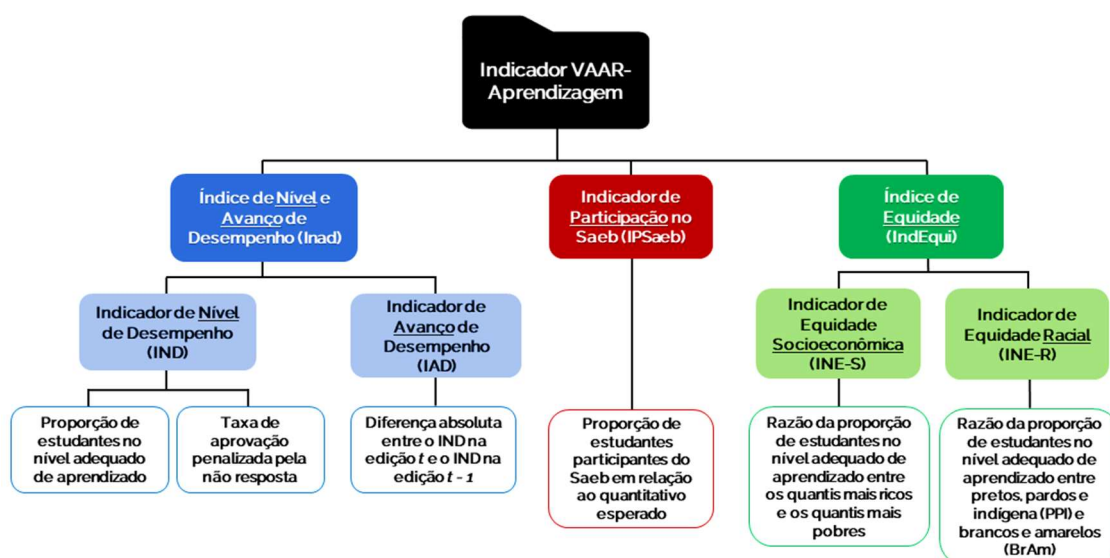 Indicador VAAR-
Aprendizagem
Índice de Nível e
Avanço de
Desempenho (Inad)
Indicador de
Participação no
Saeb (IPSaeb)
Índice de
Equidade
(IndEqui)
Indicador de Nível
de Desempenho
(IND)
Indicador de
Avanço de
Desempenho
(IAD)
Indicador de
Equidade
Socioeconômica
(INE-S)
Indicador de
Equidade Racial
(INE-R)
Proporção de
estudantes no
nível adequado
de aprendizado
Taxa de
aprovação
penalizada pela
não resposta
Diferença absoluta
entre o IND na
edição t e o IND na
edição t - 1
Proporção de
estudantes
participantes do
Saeb em relação
ao quantitativo
esperado
Razão da proporção
de estudantes no
nível adequado de
aprendizado entre
os quantis mais ricos
e os quantis mais
pobres
Razão da proporção
de estudantes no
nível adequado de
aprendizado entre
pretos, pardos e
indígena (PPI) e
brancos e amarelos
(BrAm)